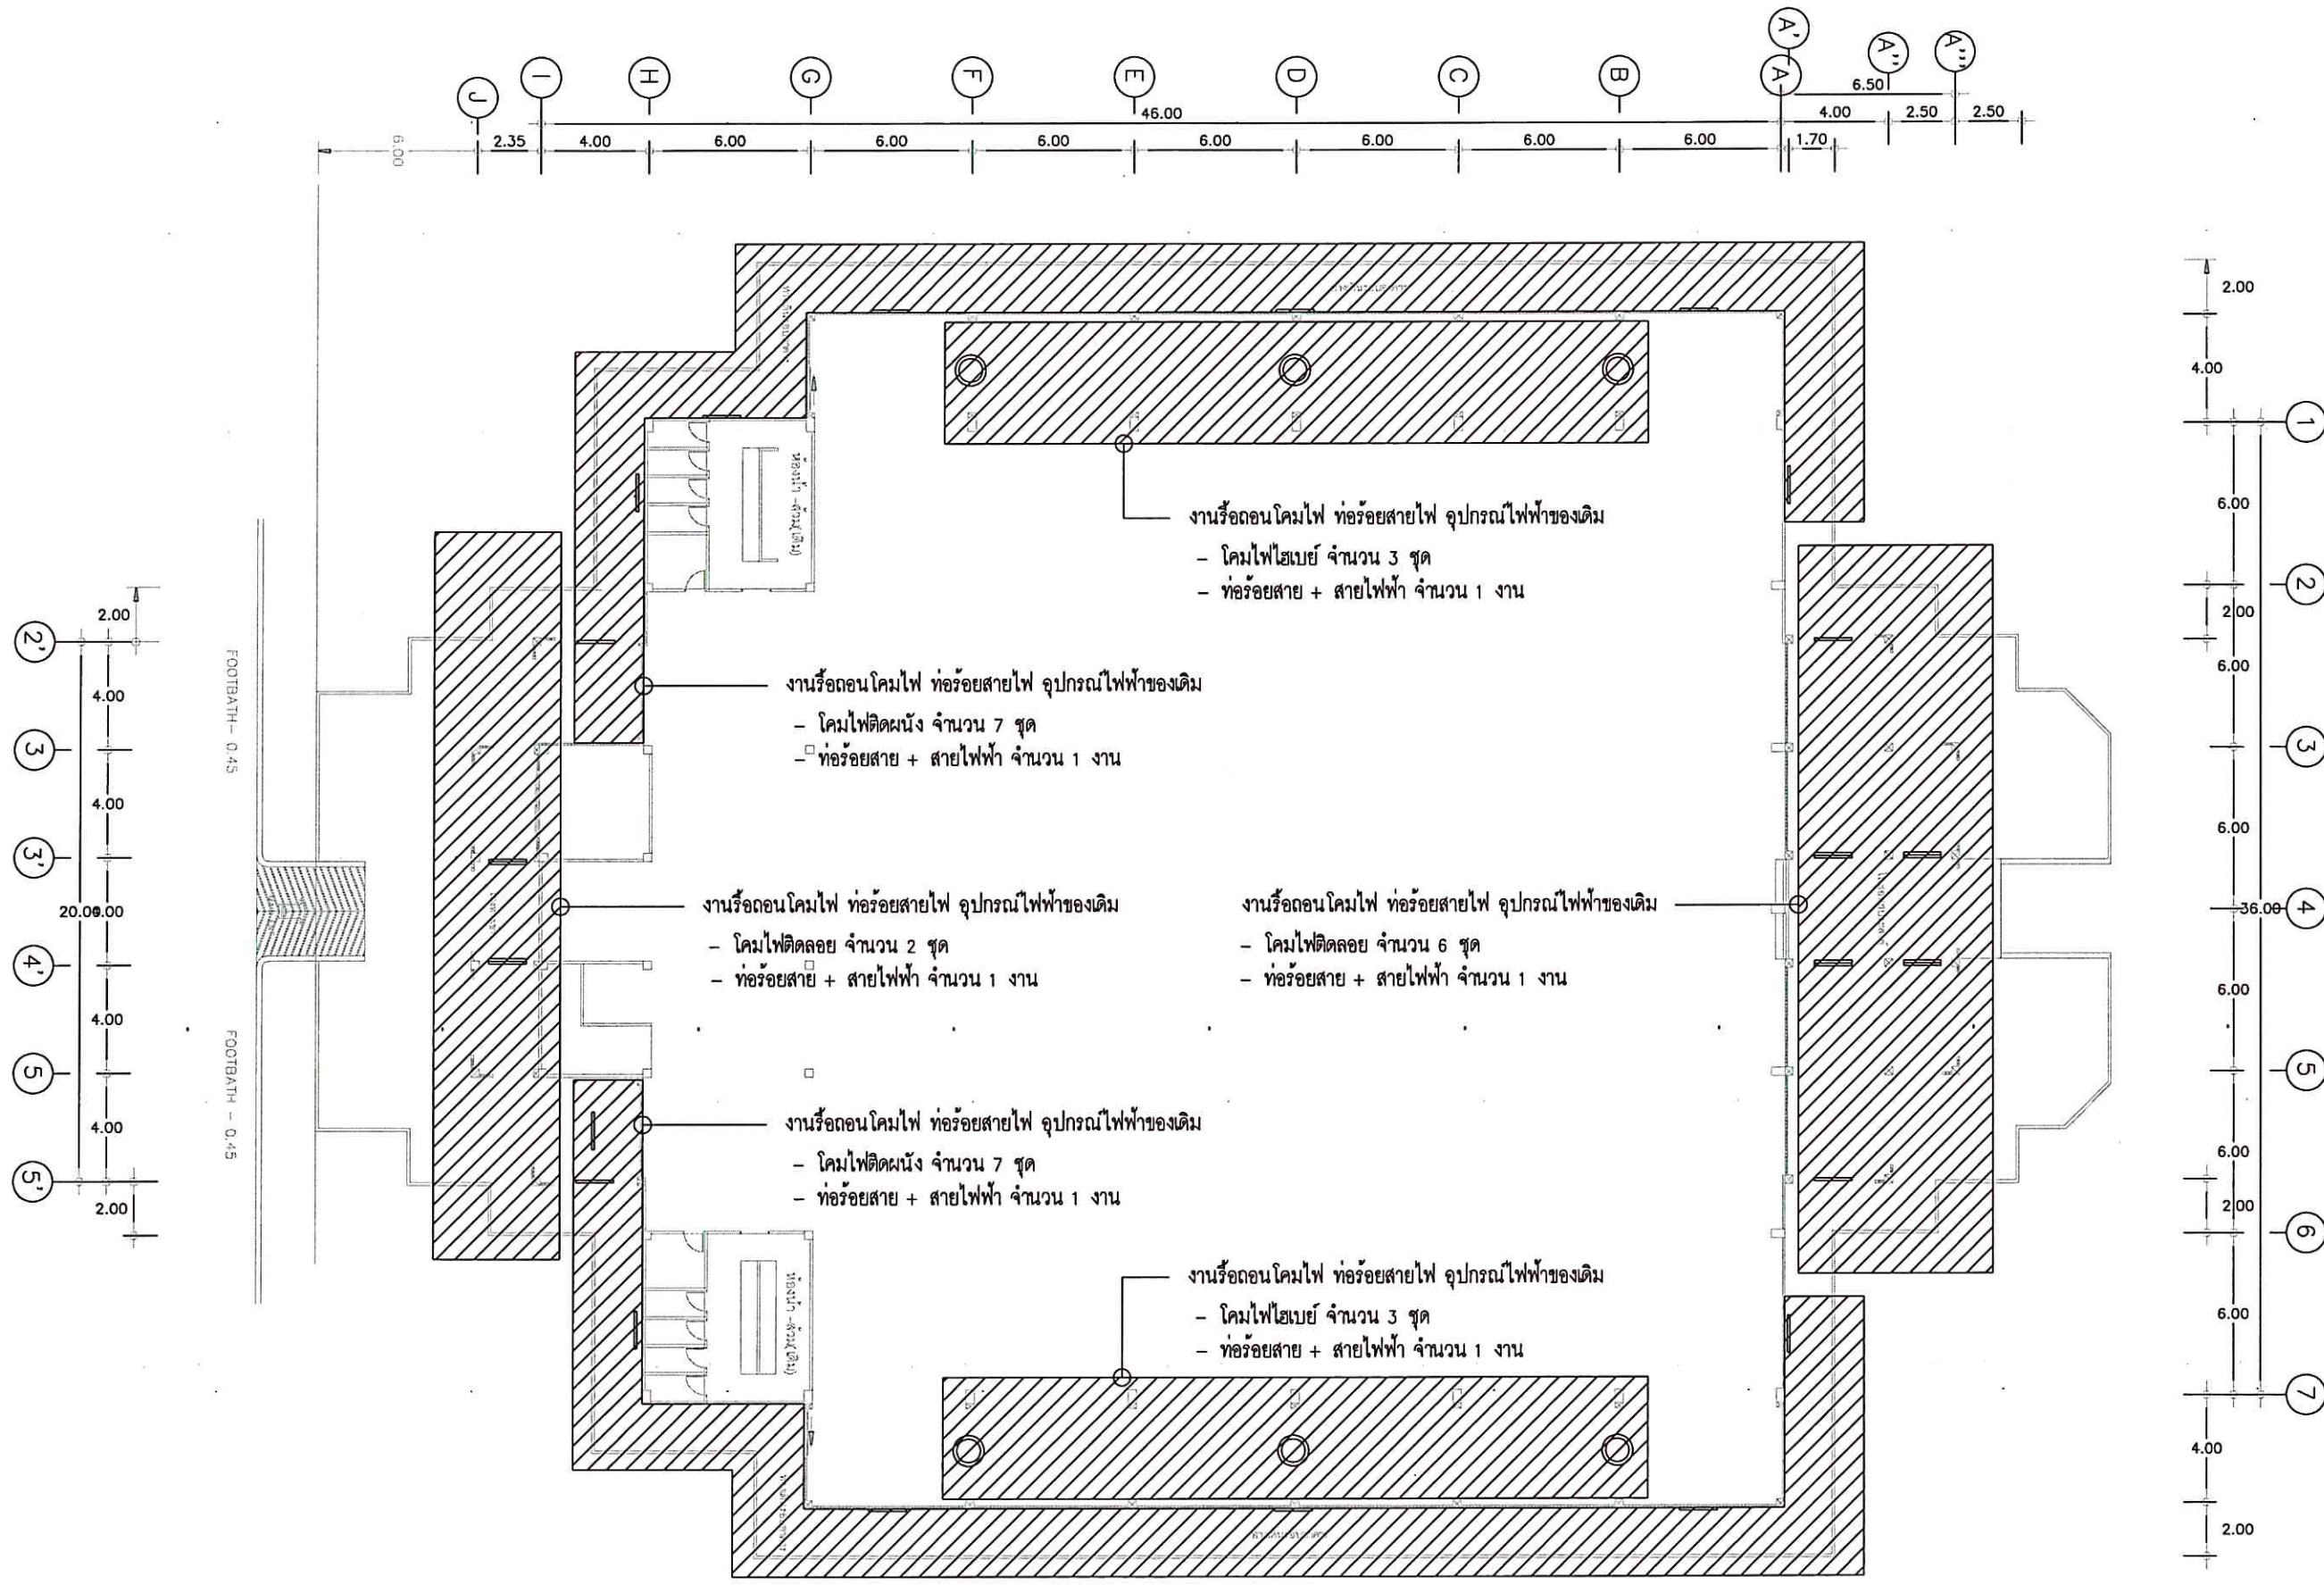 J
I
H
G
F
E
D
C
B
A
A'
A''
A'''
6.50
46.00
4.00
2.50
2.50
6.00
2.35
4.00
6.00
6.00
6.00
6.00
6.00
6.00
6.00
1.70
2.00
4.00
1
6.00
2
2.00
6.00
3
6.00
36.00
4
6.00
5
6.00
2.00
6
6.00
7
4.00
2.00
2.00
2'
4.00
3
4.00
3'
20.00
4.00
4'
4.00
5
4.00
5'
2.00
FOOTBATH- 0.45
FOOTBATH - 0.45
ห้องน้ำ -ส้วม(เดิม)
งานรื้อถอนโคมไฟ ท่อร้อยสายไฟ อุปกรณ์ไฟฟ้าของเดิม
- โคมไฟไฮเบย์ จำนวน 3 ชุด
- ท่อร้อยสาย + สายไฟฟ้า จำนวน 1 งาน
งานรื้อถอนโคมไฟ ท่อร้อยสายไฟ อุปกรณ์ไฟฟ้าของเดิม
- โคมไฟติดผนัง จำนวน 7 ชุด
- ท่อร้อยสาย + สายไฟฟ้า จำนวน 1 งาน
งานรื้อถอนโคมไฟ ท่อร้อยสายไฟ อุปกรณ์ไฟฟ้าของเดิม
- โคมไฟติดลอย จำนวน 2 ชุด
- ท่อร้อยสาย + สายไฟฟ้า จำนวน 1 งาน
งานรื้อถอนโคมไฟ ท่อร้อยสายไฟ อุปกรณ์ไฟฟ้าของเดิม
- โคมไฟติดลอย จำนวน 6 ชุด
- ท่อร้อยสาย + สายไฟฟ้า จำนวน 1 งาน
งานรื้อถอนโคมไฟ ท่อร้อยสายไฟ อุปกรณ์ไฟฟ้าของเดิม
- โคมไฟติดผนัง จำนวน 7 ชุด
- ท่อร้อยสาย + สายไฟฟ้า จำนวน 1 งาน
งานรื้อถอนโคมไฟ ท่อร้อยสายไฟ อุปกรณ์ไฟฟ้าของเดิม
- โคมไฟไฮเบย์ จำนวน 3 ชุด
- ท่อร้อยสาย + สายไฟฟ้า จำนวน 1 งาน
ห้องน้ำ -ส้วม(เดิม)